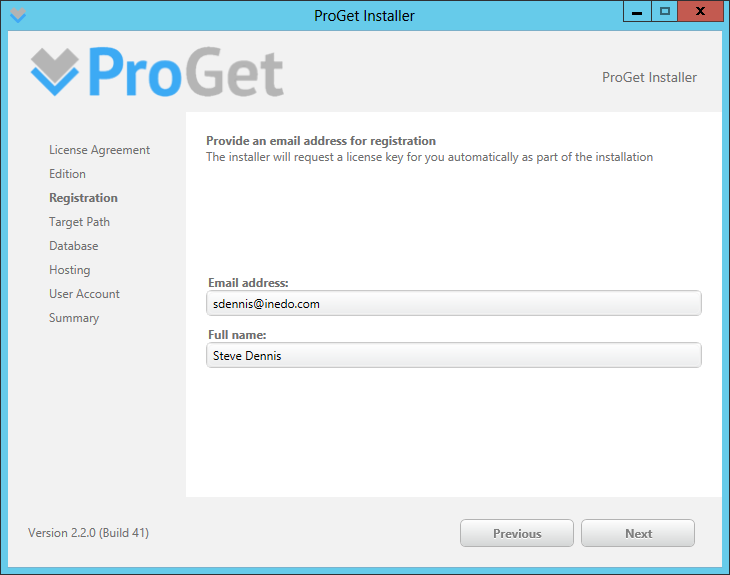 ProGet Installer
ProGet
ProGet Installer
License Agreement
Edition
Registration
Target Path
Database
Hosting
User Account
Summary
Provide an email address for registration
The installer will request a license key for you automatically as part of the installation
Email address:
sdennis@inedo.com
Full name:
Steve Dennis
Version 2.2.0 (Build 41)
Previous
Next